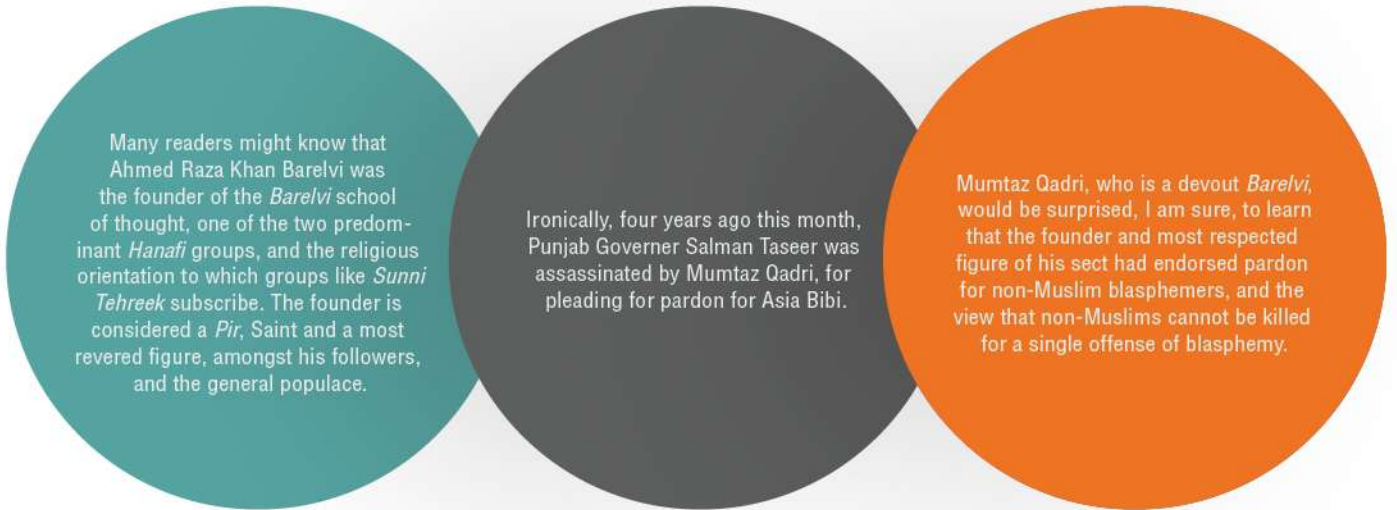 Many readers might know that
Ahmed Raza Khan Barelvi was
the founder of the Barelvi school
of thought, one of the two predom-
inant Hanafi groups, and the religious
orientation to which groups like Sunni
Tehreek subscribe. The founder is
considered a Pir, Saint and a most
revered figure, amongst his followers,
and the general populace.
Ironically, four years ago this month,
Punjab Governer Salman Taseer was
assassinated by Mumtaz Qadri, for
pleading for pardon for Asia Bibi.
Mumtaz Qadri, who is a devout Barelvi,
would be surprised, I am sure, to learn
that the founder and most respected
figure of his sect had endorsed pardon
for non-Muslim blasphemers, and the
view that non-Muslims cannot be killed
for a single offense of blasphemy.